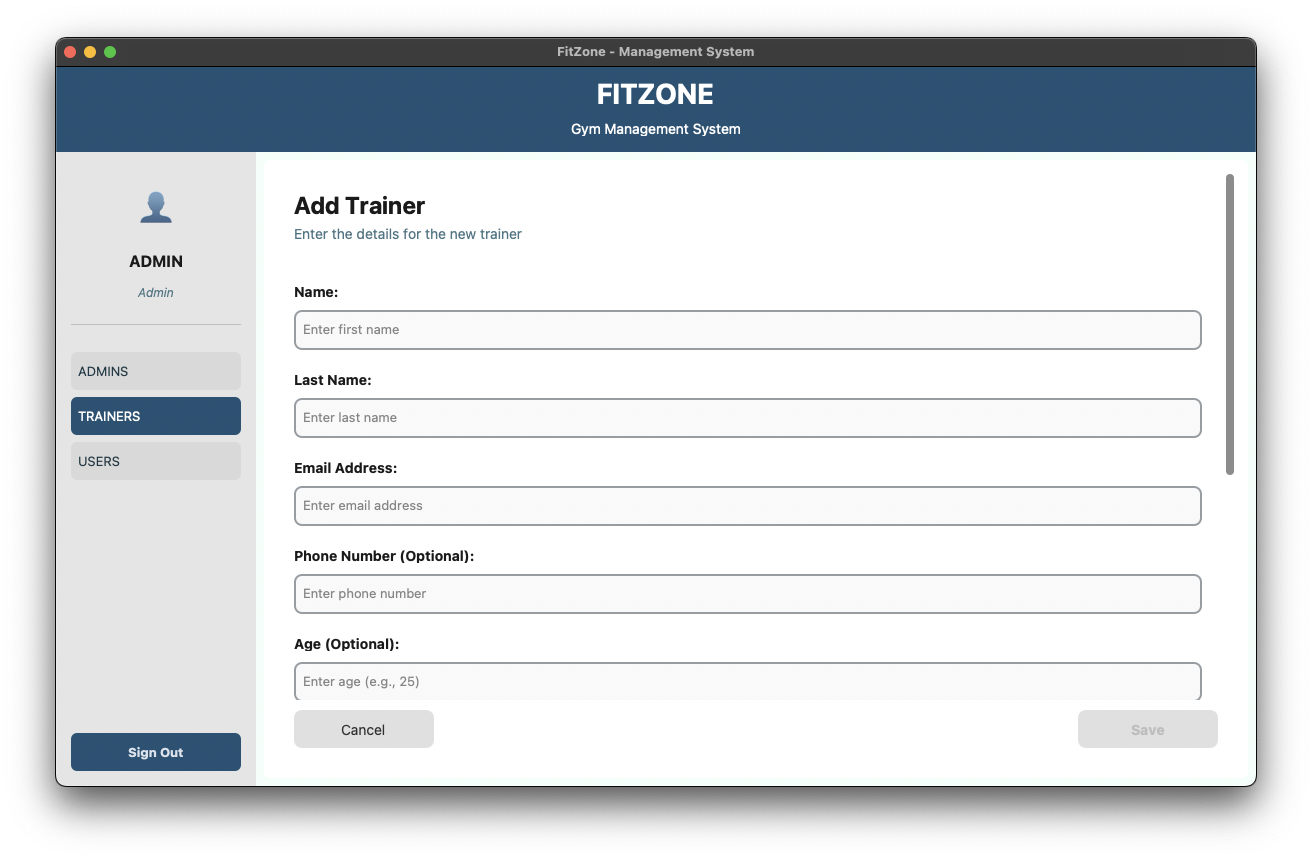 FitZone - Management System
FITZONE
Gym Management System
ADMIN
Admin
ADMINS
TRAINERS
USERS
Sign Out
Add Trainer
Enter the details for the new trainer
Name:
Enter first name
Last Name:
Enter last name
Email Address:
Enter email address
Phone Number (Optional):
Enter phone number
Age (Optional):
Enter age (e.g., 25)
Cancel
Save